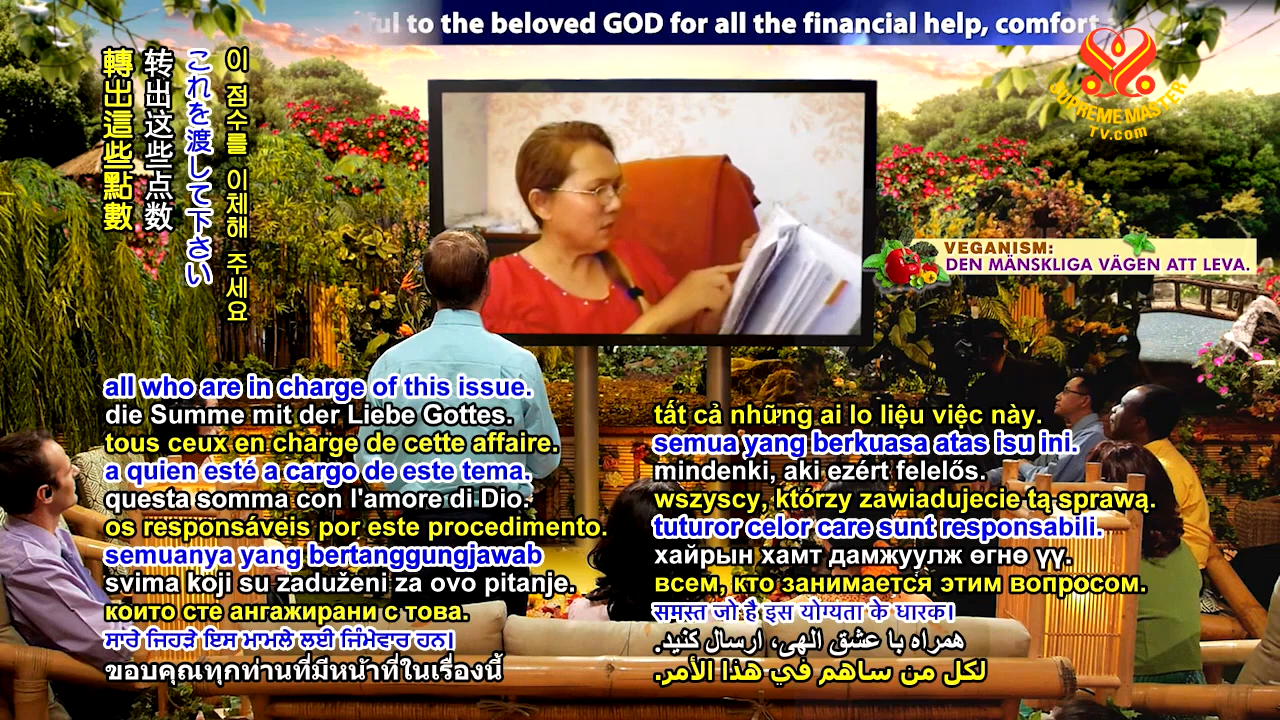 ful to the beloved GOD for all the financial help, comfort
SUPREME MASTER
TV.com
이 점수를 이체해 주세요
これを渡して下さい
转出这些点数
轉出這些點數
VEGANISM:
DEN MÄNSKLIGA VÄGEN ATT LEVA.
all who are in charge of this issue.
die Summe mit der Liebe Gottes.
tous ceux en charge de cette affaire.
a quien esté a cargo de este tema.
questa somma con l'amore di Dio.
os responsáveis por este procedimento.
semuanya yang bertanggungjawab
svima koji su zaduženi za ovo pitanje.
които сте ангажирани с това.
ਸਾਰੇ ਜਿਹੜੇ ਇਸ ਮਾਮਲੇ ਲਈ ਜਿੰਮੇਵਾਰ ਹਨ।
ขอบคุณทุกท่านที่มีหน้าที่ในเรื่องนี้
tất cả những ai lo liệu việc này.
semua yang berkuasa atas isu ini.
mindenki, aki ezért felelős.
wszyscy, którzy zawiadujecie tą sprawą.
tuturor celor care sunt responsabili.
хайрын хамт дамжуулж өгнө үү.
всем, кто занимается этим вопросом.
समस्त जो है इस योग्यता के धारक।
همراه با عشق الهی، ارسال کنید.
لكل من ساهم في هذا الأمر.